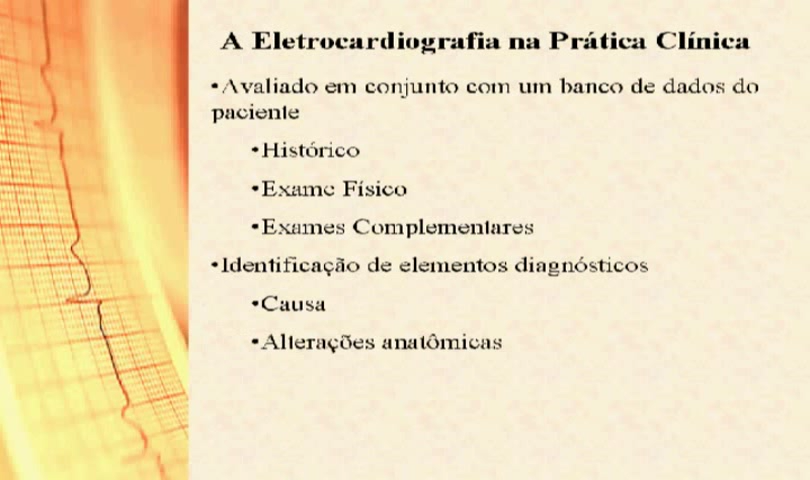 A Eletrocardiografia na Prática Clínica
•Avaliado em conjunto com um banco de dados do
paciente
•Histórico
•Exame Físico
•Exames Complementares
•Identificação de elementos diagnósticos
•Causa
•Alterações anatômicas